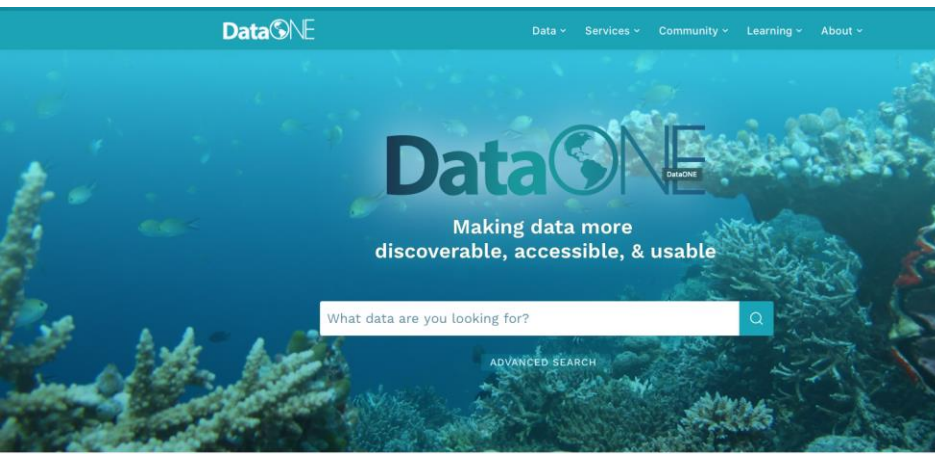 DataONE
Data Services Community Learning About
DataONE
DataONE
Making data more
discoverable, accessible, & usable
What data are you looking for?
ADVANCED SEARCH